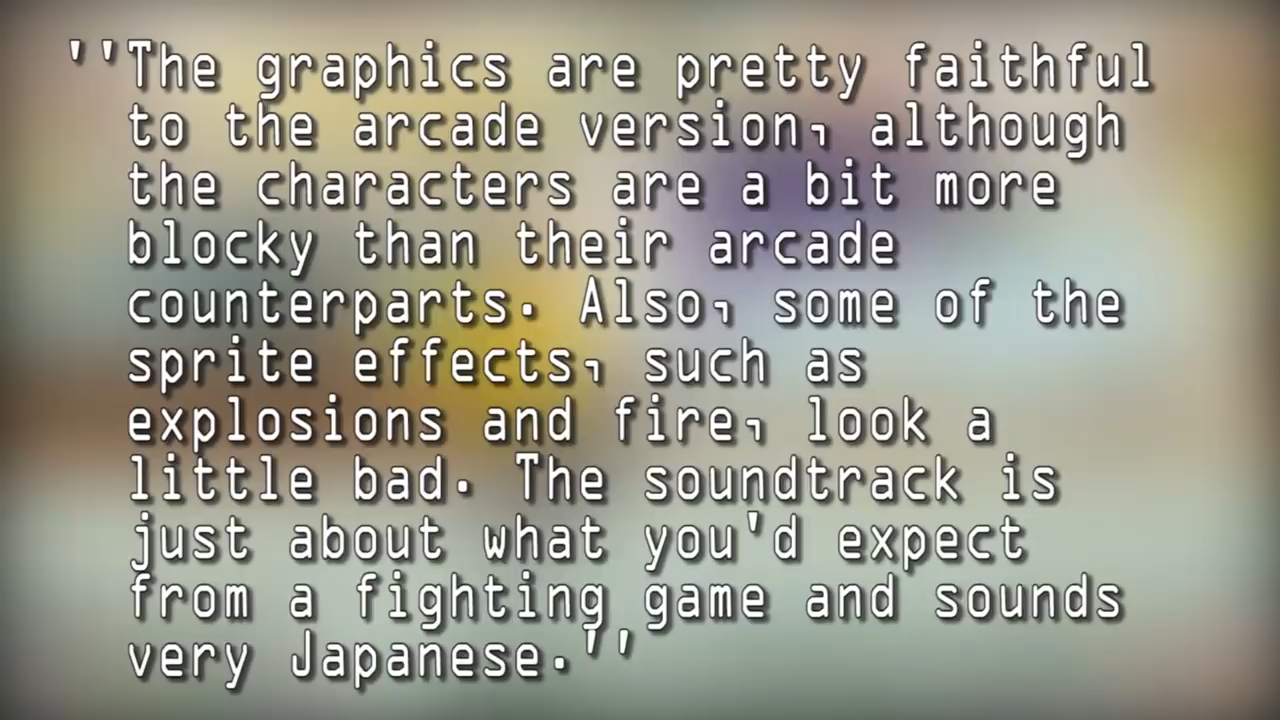 ''The graphics are pretty faithful
to the arcade version, although
the characters are a bit more
blocky than their arcade
counterparts. Also, some of the
sprite effects, such as
explosions and fire, look a
little bad. The soundtrack is
just about what you'd expect
from a fighting game and sounds
very Japanese.''